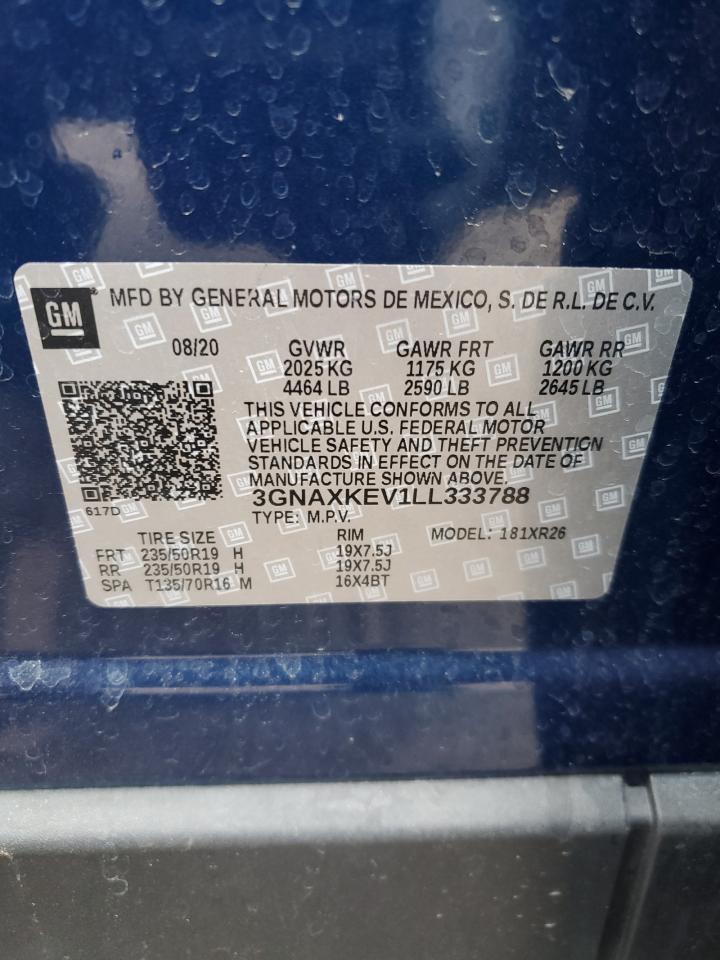 GM MFD BY GENERAL MOTORS DE MEXICO, S. DE R.L. DE C.V.
08/20 GVWR GAWR FRT GAWR RR
2025 KG 1175 KG 1200 KG
4464 LB 2590 LB 2645 LB
THIS VEHICLE CONFORMS TO ALL
APPLICABLE U.S. FEDERAL MOTOR
VEHICLE SAFETY AND THEFT PREVENTION
STANDARDS IN EFFECT ON THE DATE OF
MANUFACTURE SHOWN ABOVE.
3GNAXKEV1LL333788
617D TYPE: M.P.V.
TIRE SIZE RIM MODEL: 181XR26
FRT 235/50R19 H 19X7.5J
RR 235/50R19 H 19X7.5J
SPA T135/70R16 M 16X4BT